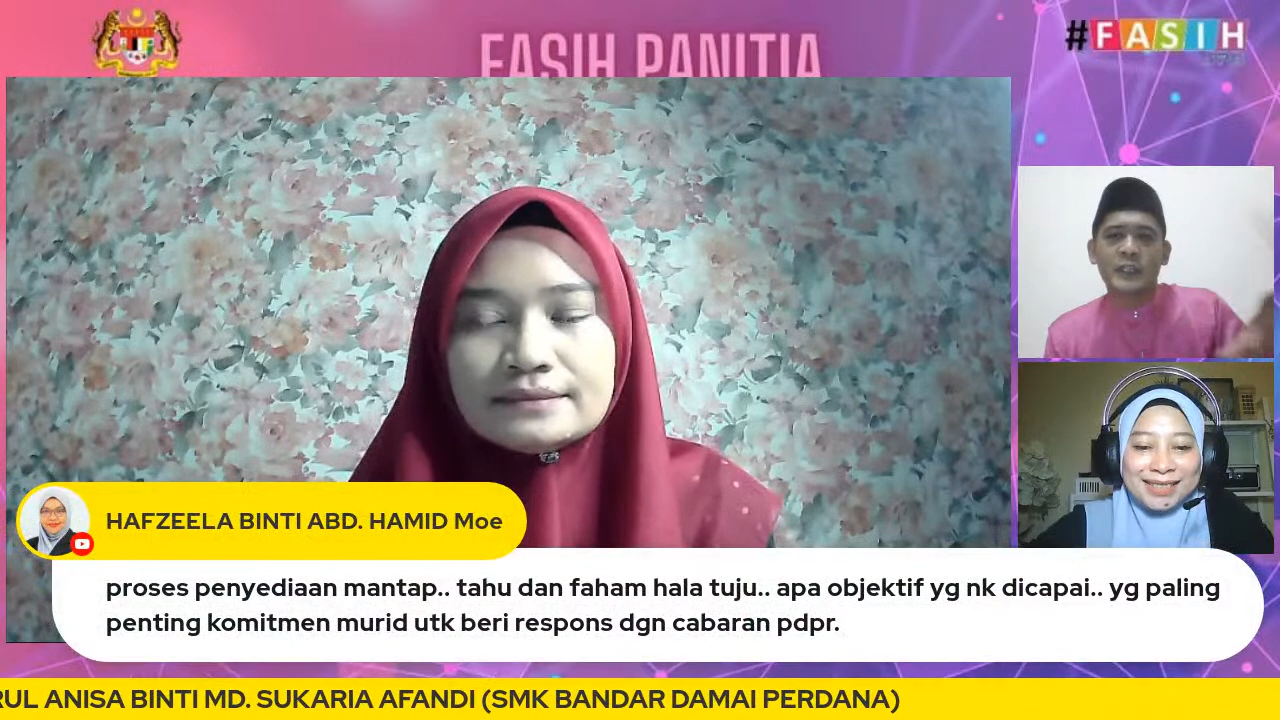 FASIH PANITIA
#FASIH
HAFZEELA BINTI ABD. HAMID Moe
proses penyediaan mantap.. tahu dan faham hala tuju.. apa objektif yg nk dicapai.. yg paling
penting komitmen murid utk beri respons dgn cabaran pdpr.
RUL ANISA BINTI MD. SUKARIA AFANDI (SMK BANDAR DAMAI PERDANA)